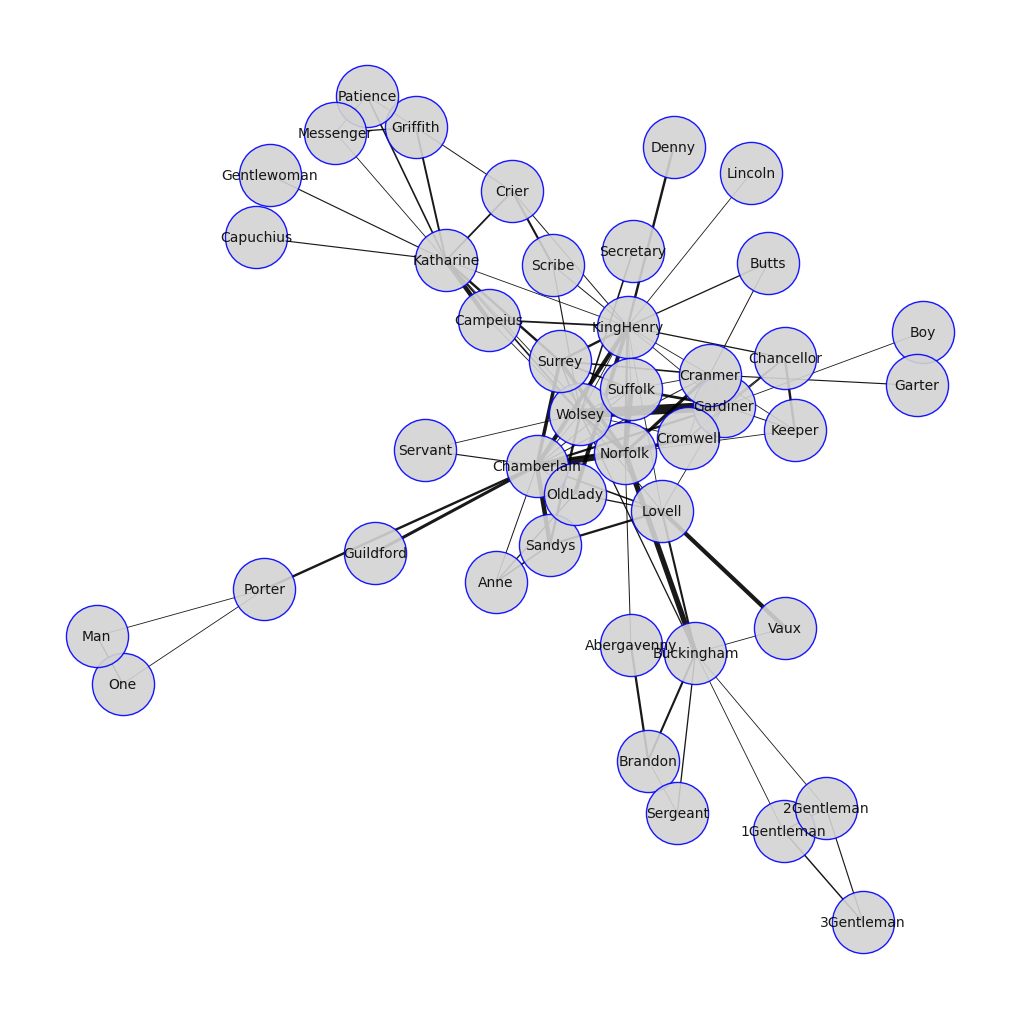 Patience
Griffith
Messenger
Denny
Lincoln
Gentlewoman
Crier
Capuchius
Secretary
Katharine
Scribe
Butts
Campeius
KingHenry
Boy
Surrey
Chancellor
Cranmer
Garter
Suffolk
Gardiner
Wolsey
Keeper
Cromwell
Servant
Norfolk
Chamberlain
OldLady
Lovell
Sandys
Guildford
Anne
Porter
Vaux
Man
Abergavenny
Buckingham
One
Brandon
2Gentleman
Sergeant
1Gentleman
3Gentleman